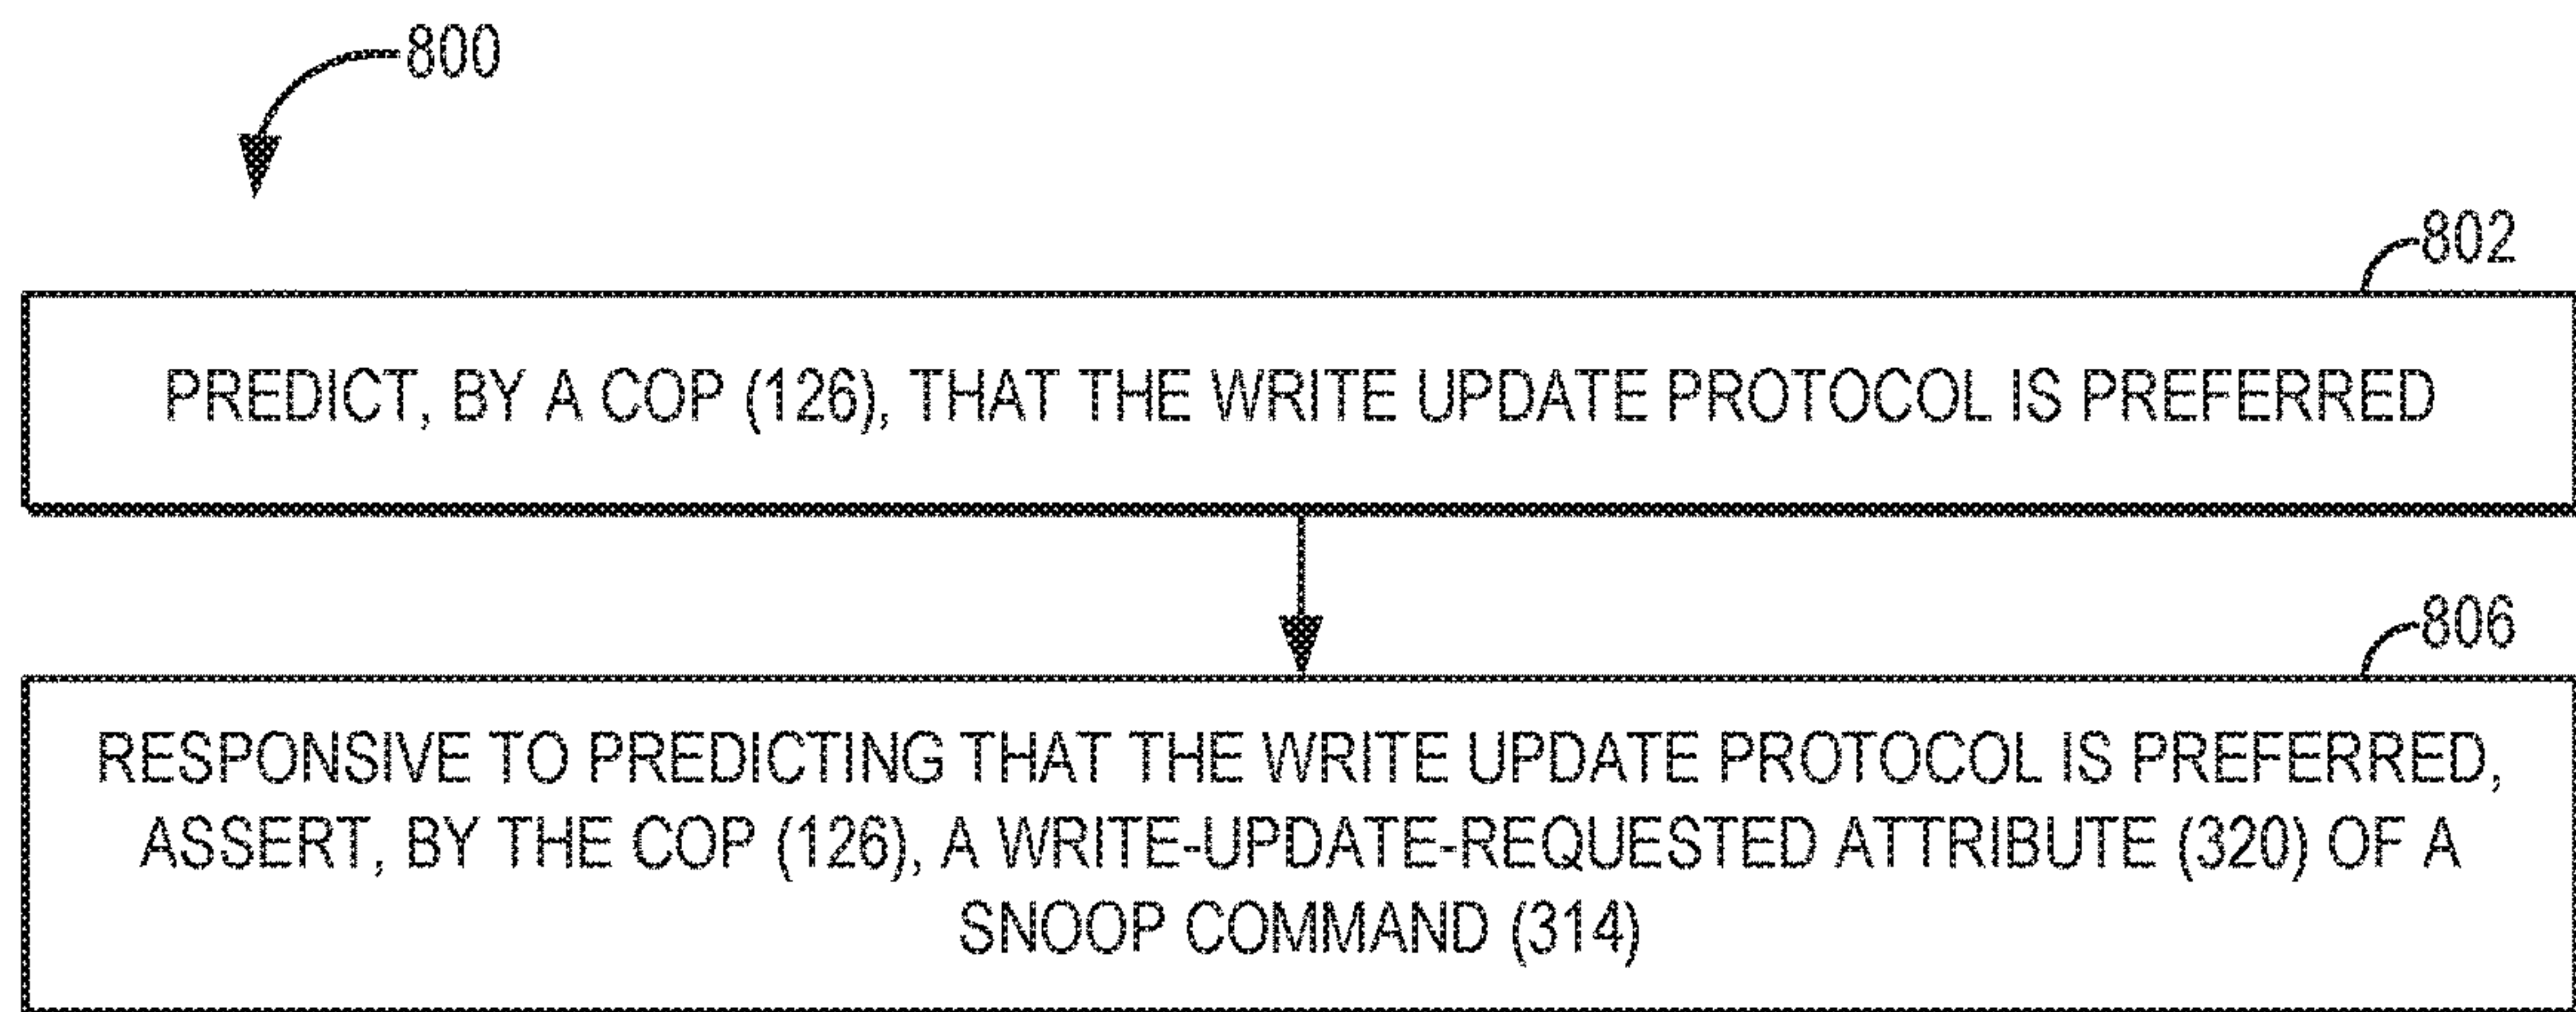 800
802
PREDICT, BY A COP (126), THAT THE WRITE UPDATE PROTOCOL IS PREFERRED
806
RESPONSIVE TO PREDICTING THAT THE WRITE UPDATE PROTOCOL IS PREFERRED,
ASSERT, BY THE COP (126), A WRITE-UPDATE-REQUESTED ATTRIBUTE (320) OF A
SNOOP COMMAND (314)